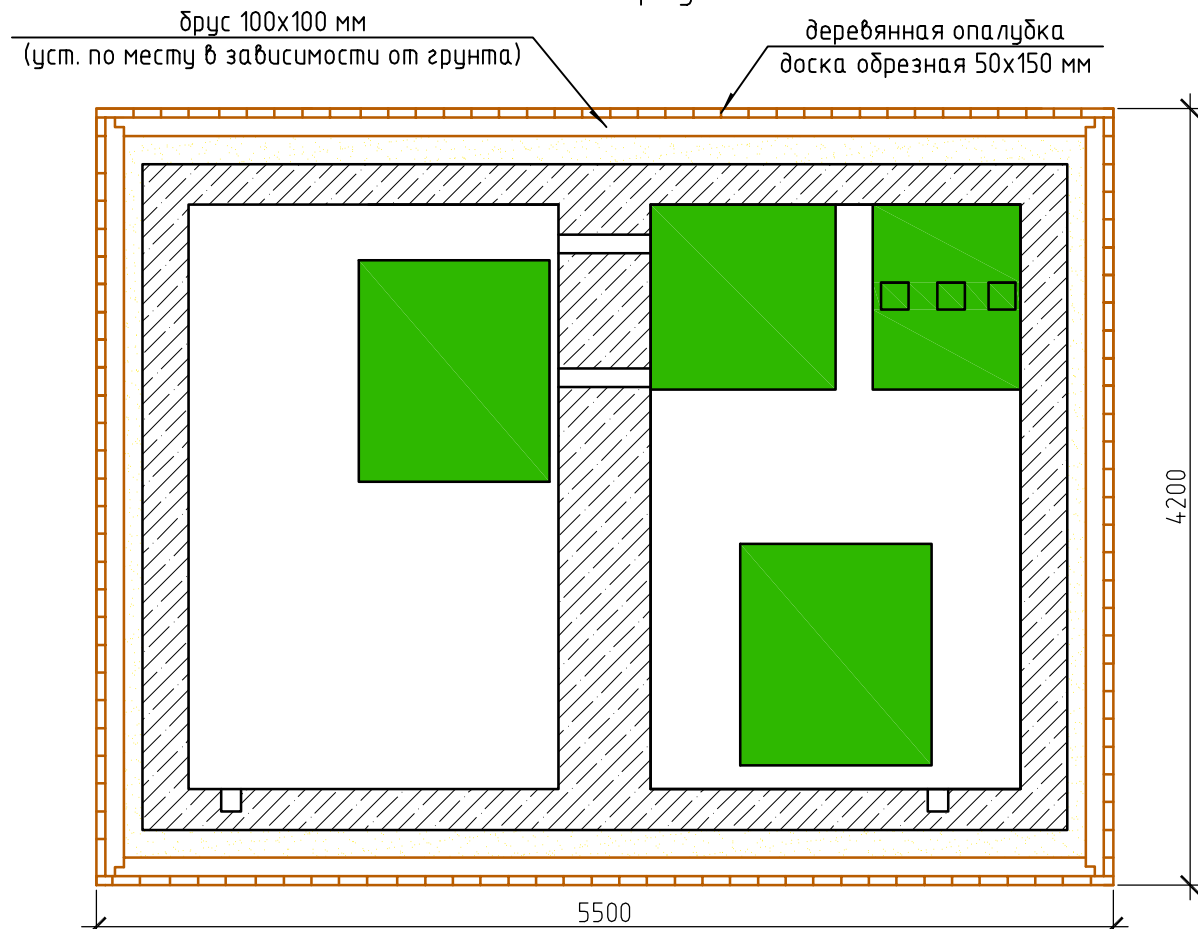 брус 100х100 мм
(уст. по месту в зависимости от грунта)
деревянная опалубка
доска обрезная 50х150 мм
4200
5500